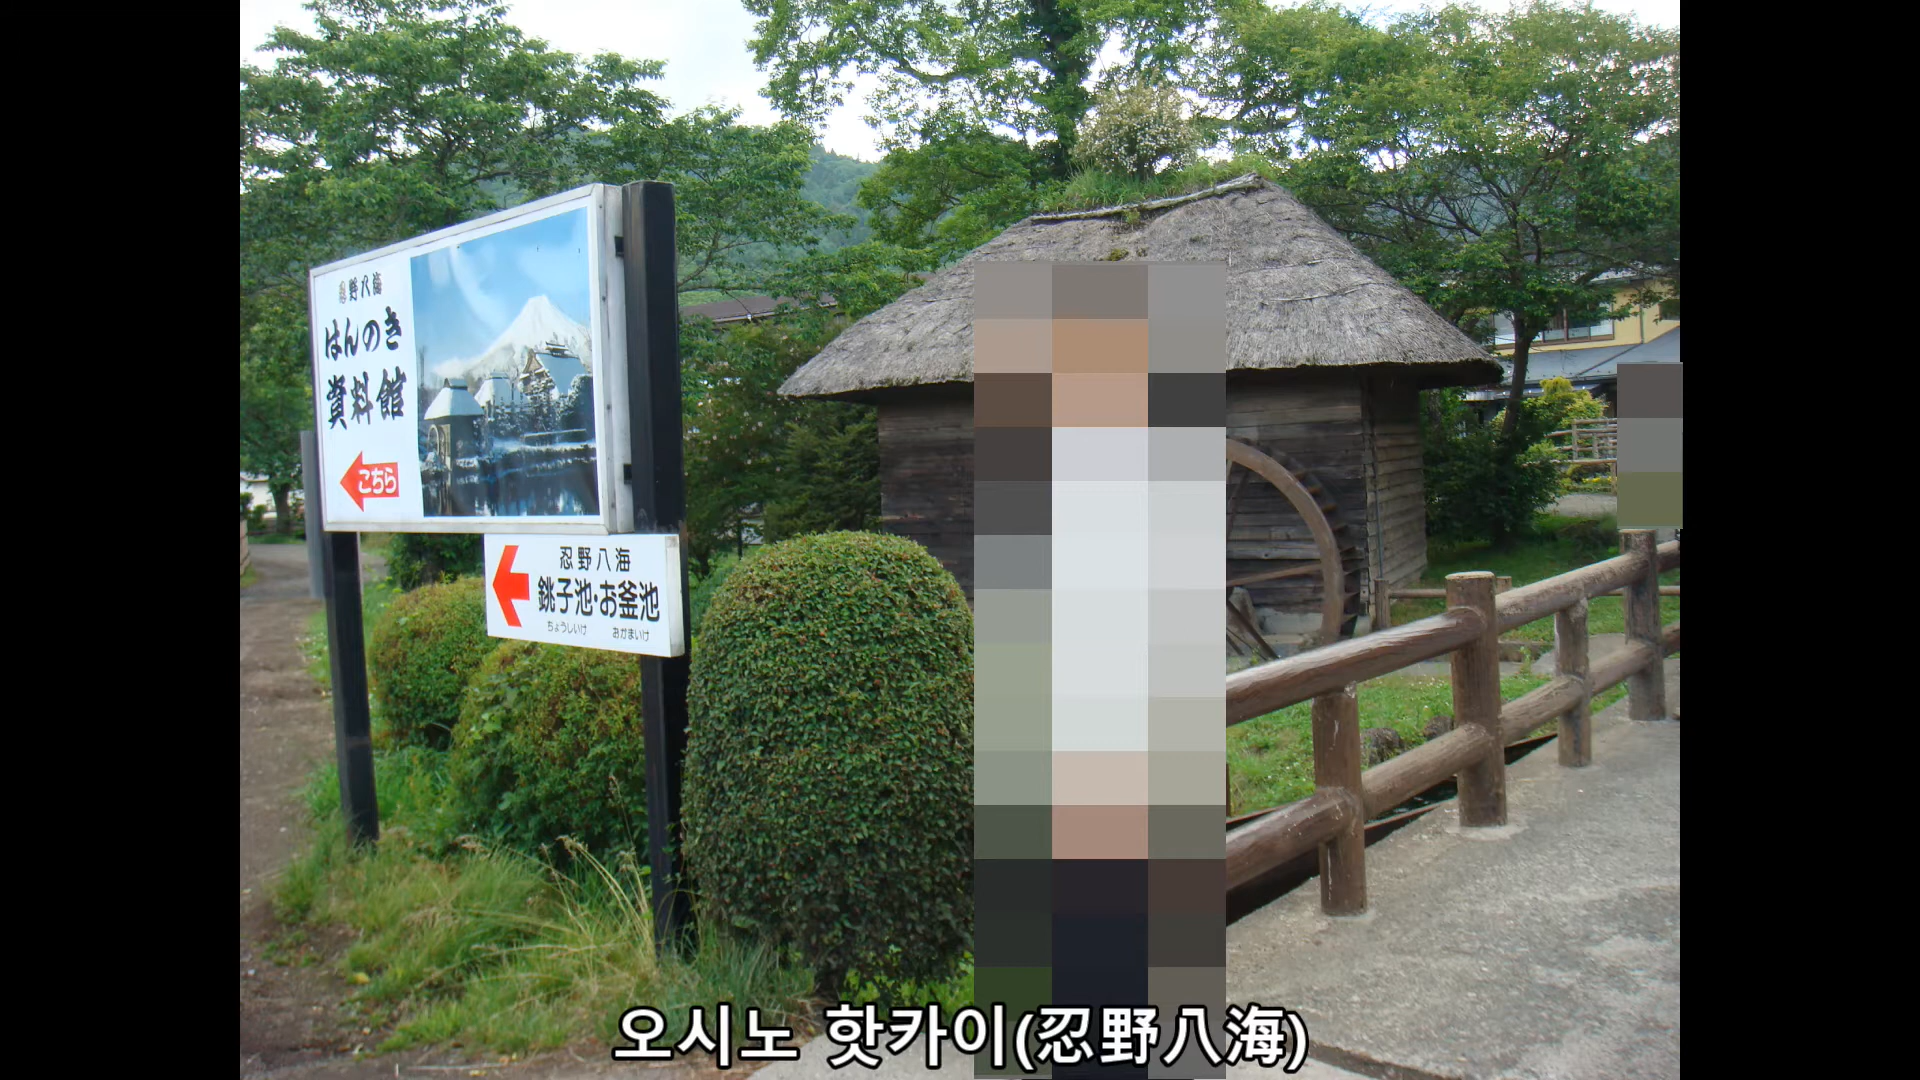 忍野八海
はんのき
資料館
こちら
忍野八海
銚子池・お釜池
ちょうしいけ おかまいけ
오시노 핫카이(忍野八海)